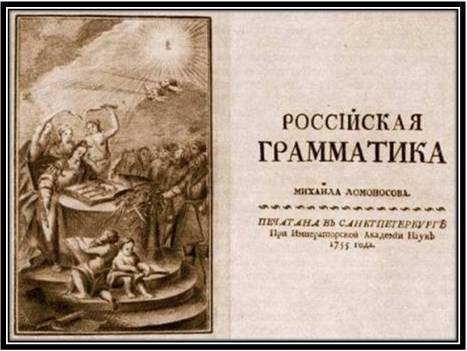 РОССІЙСКАЯ
ГРАММАТИКА
МИХАЙЛА ЛОМОНОСОВА.
ПЕЧАТАНА ВЪ САНКТПЕТЕРБУРГѢ
При Императорской Академіи Наукъ
1755 года.